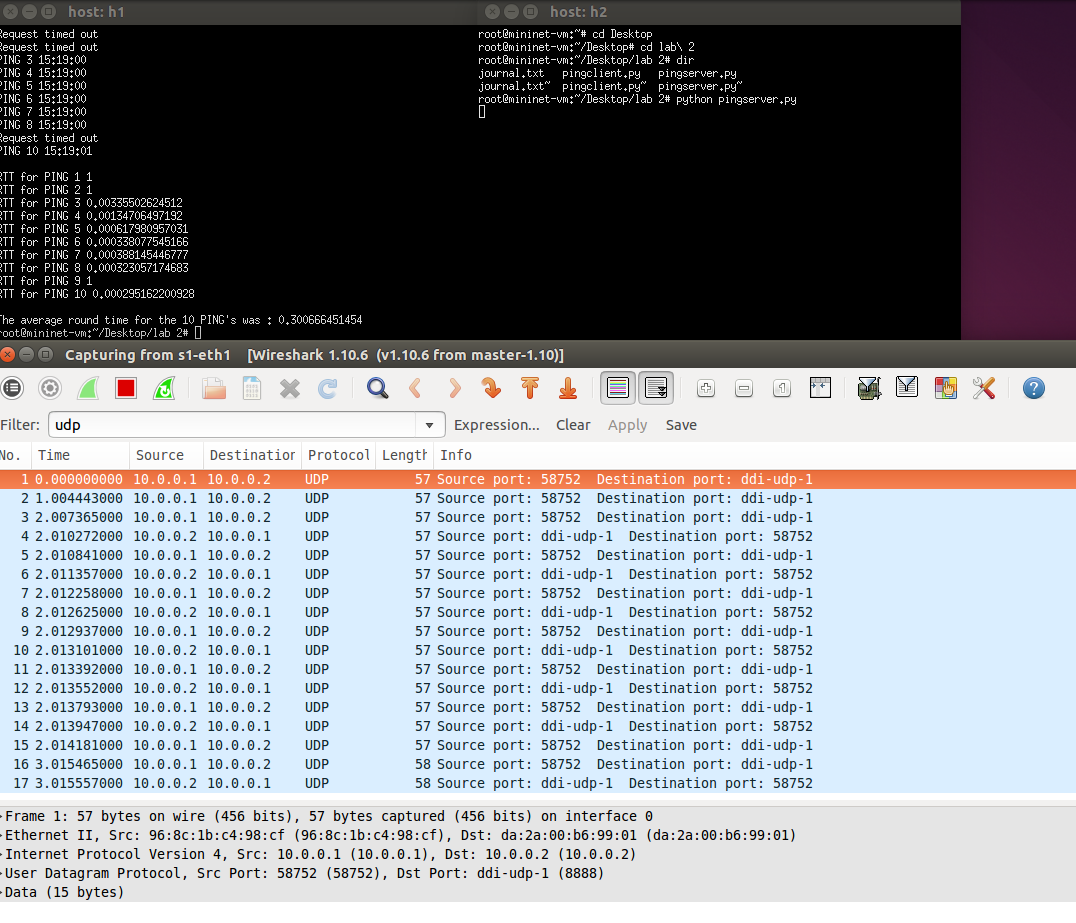 host: h1
Request timed out
Request timed out
PING 3 15:19:00
PING 4 15:19:00
PING 5 15:19:00
PING 6 15:19:00
PING 7 15:19:00
PING 8 15:19:00
Request timed out
PING 10 15:19:01
RTT for PING 1 1
RTT for PING 2 1
RTT for PING 3 0.00335502624512
RTT for PING 4 0.00134706497192
RTT for PING 5 0.000617980957031
RTT for PING 6 0.000338077545166
RTT for PING 7 0.000388145446777
RTT for PING 8 0.000323057174683
RTT for PING 9 1
RTT for PING 10 0.000295162200928
The average round time for the 10 PING's was : 0.300666451454
root@mininet-vm:~/Desktop/lab 2#
host: h2
root@mininet-vm:~# cd Desktop
root@mininet-vm:~/Desktop# cd lab\ 2
root@mininet-vm:~/Desktop/lab 2# dir
journal.txt pingclient.py pingserver.py
journal.txt~ pingclient.py~ pingserver.py~
root@mininet-vm:~/Desktop/lab 2# python pingserver.py
Capturing from s1-eth1 [Wireshark 1.10.6 (v1.10.6 from master-1.10)]
Filter: udp Expression... Clear Apply Save
No. Time Source Destination Protocol Length Info
1 0.000000000 10.0.0.1 10.0.0.2 UDP 57 Source port: 58752 Destination port: ddi-udp-1
2 1.004443000 10.0.0.1 10.0.0.2 UDP 57 Source port: 58752 Destination port: ddi-udp-1
3 2.007365000 10.0.0.1 10.0.0.2 UDP 57 Source port: 58752 Destination port: ddi-udp-1
4 2.010272000 10.0.0.2 10.0.0.1 UDP 57 Source port: ddi-udp-1 Destination port: 58752
5 2.010841000 10.0.0.1 10.0.0.2 UDP 57 Source port: 58752 Destination port: ddi-udp-1
6 2.011357000 10.0.0.2 10.0.0.1 UDP 57 Source port: ddi-udp-1 Destination port: 58752
7 2.012258000 10.0.0.1 10.0.0.2 UDP 57 Source port: 58752 Destination port: ddi-udp-1
8 2.012625000 10.0.0.2 10.0.0.1 UDP 57 Source port: ddi-udp-1 Destination port: 58752
9 2.012937000 10.0.0.1 10.0.0.2 UDP 57 Source port: 58752 Destination port: ddi-udp-1
10 2.013101000 10.0.0.2 10.0.0.1 UDP 57 Source port: ddi-udp-1 Destination port: 58752
11 2.013392000 10.0.0.1 10.0.0.2 UDP 57 Source port: 58752 Destination port: ddi-udp-1
12 2.013552000 10.0.0.2 10.0.0.1 UDP 57 Source port: ddi-udp-1 Destination port: 58752
13 2.013793000 10.0.0.1 10.0.0.2 UDP 57 Source port: 58752 Destination port: ddi-udp-1
14 2.013947000 10.0.0.2 10.0.0.1 UDP 57 Source port: ddi-udp-1 Destination port: 58752
15 2.014181000 10.0.0.1 10.0.0.2 UDP 57 Source port: 58752 Destination port: ddi-udp-1
16 3.015465000 10.0.0.1 10.0.0.2 UDP 58 Source port: 58752 Destination port: ddi-udp-1
17 3.015557000 10.0.0.2 10.0.0.1 UDP 58 Source port: ddi-udp-1 Destination port: 58752
Frame 1: 57 bytes on wire (456 bits), 57 bytes captured (456 bits) on interface 0
Ethernet II, Src: 96:8c:1b:c4:98:cf (96:8c:1b:c4:98:cf), Dst: da:2a:00:b6:99:01 (da:2a:00:b6:99:01)
Internet Protocol Version 4, Src: 10.0.0.1 (10.0.0.1), Dst: 10.0.0.2 (10.0.0.2)
User Datagram Protocol, Src Port: 58752 (58752), Dst Port: ddi-udp-1 (8888)
Data (15 bytes)